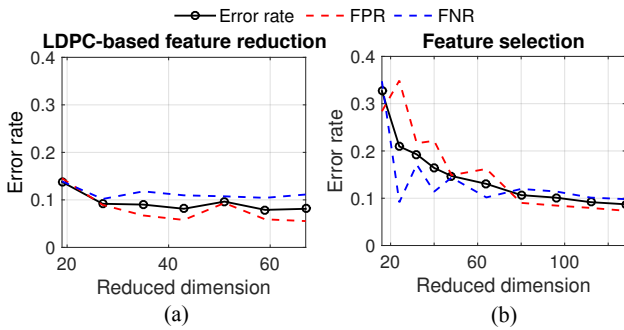 Error rate FPR FNR
LDPC-based feature reduction
Feature selection
0.4
0.3
0.2
0.1
0
Error rate
20 40 60
Reduced dimension
(a)
0.4
0.3
0.2
0.1
0
Error rate
20 60 100
Reduced dimension
(b)